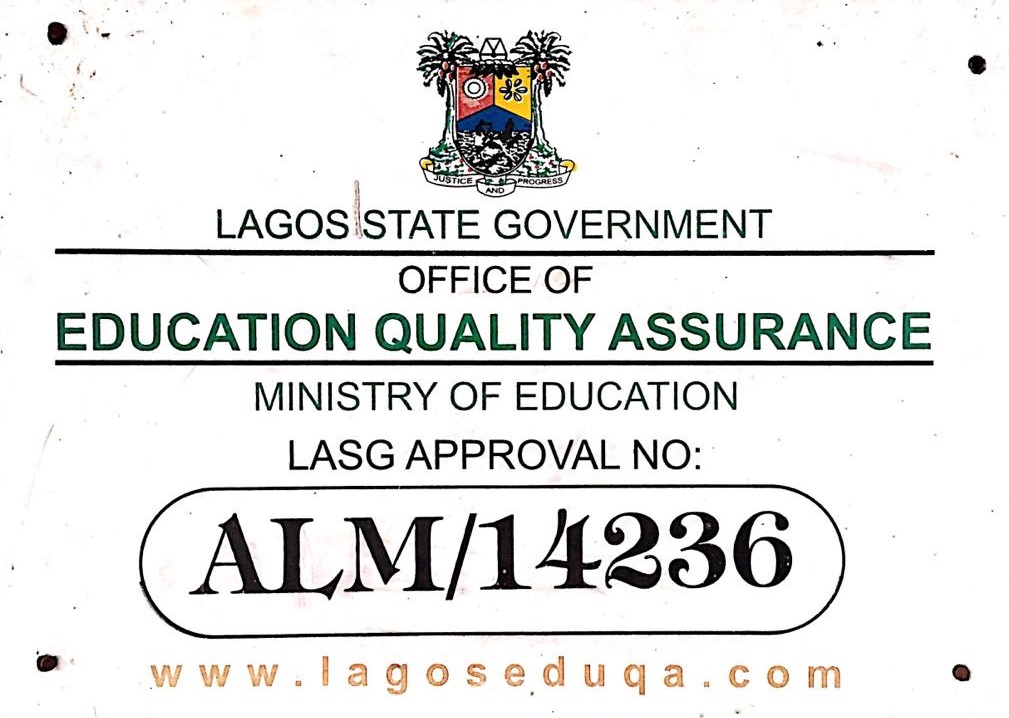 JUSTICE AND PROGRESS
LAGOS STATE GOVERNMENT
OFFICE OF
EDUCATION QUALITY ASSURANCE
MINISTRY OF EDUCATION
LASG APPROVAL NO:
ALM/14236
www.lagoseduqa.com